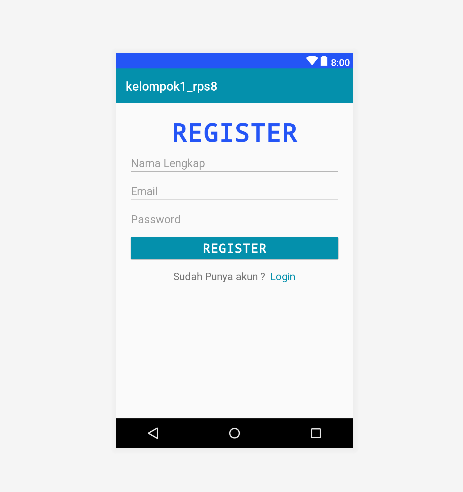 8:00
kelompok1_rps8
REGISTER
Nama Lengkap
Email
Password
REGISTER
Sudah Punya akun ? Login